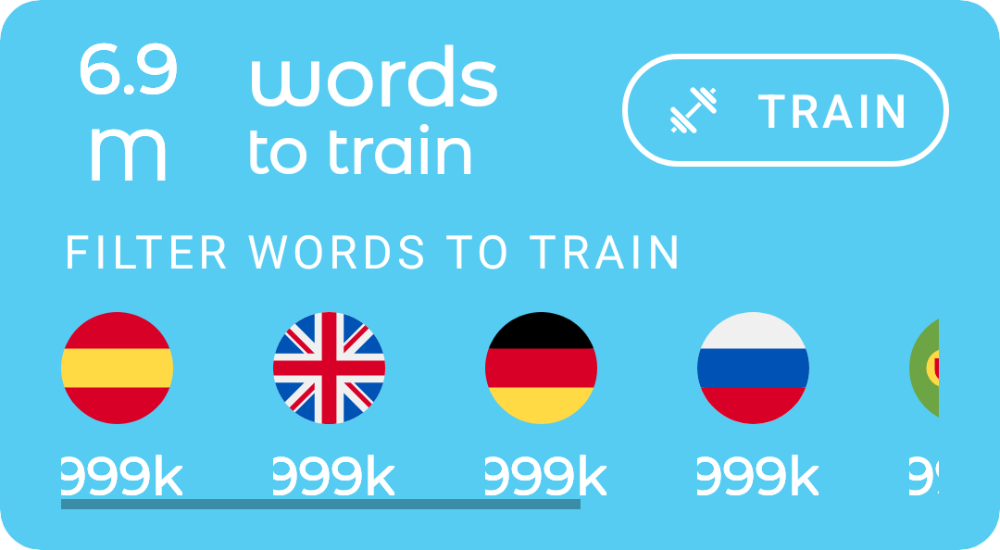 6.9
m
words
to train
TRAIN
FILTER WORDS TO TRAIN
999k
999k
999k
999k